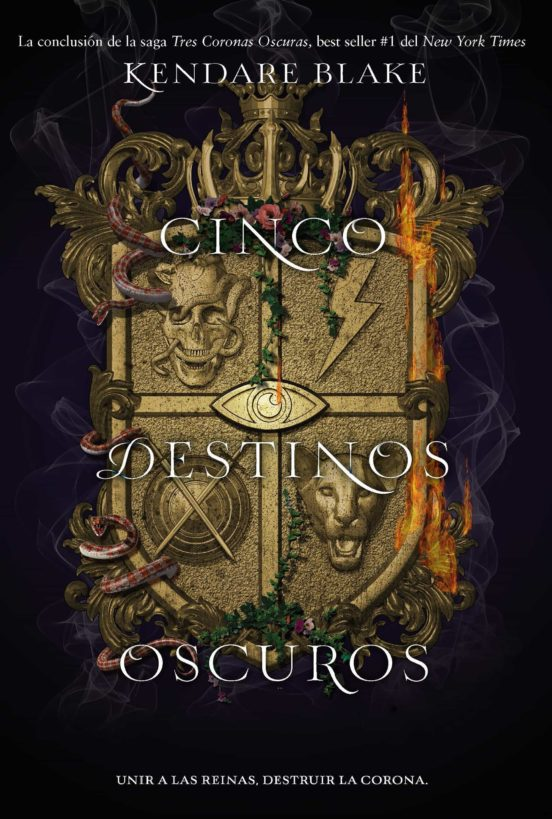 La conclusión de la saga Tres Coronas Oscuras, best seller #1 del New York Times
KENDARE BLAKE
CINCO
DESTINOS
OSCUROS
UNIR A LAS REINAS, DESTRUIR LA CORONA.